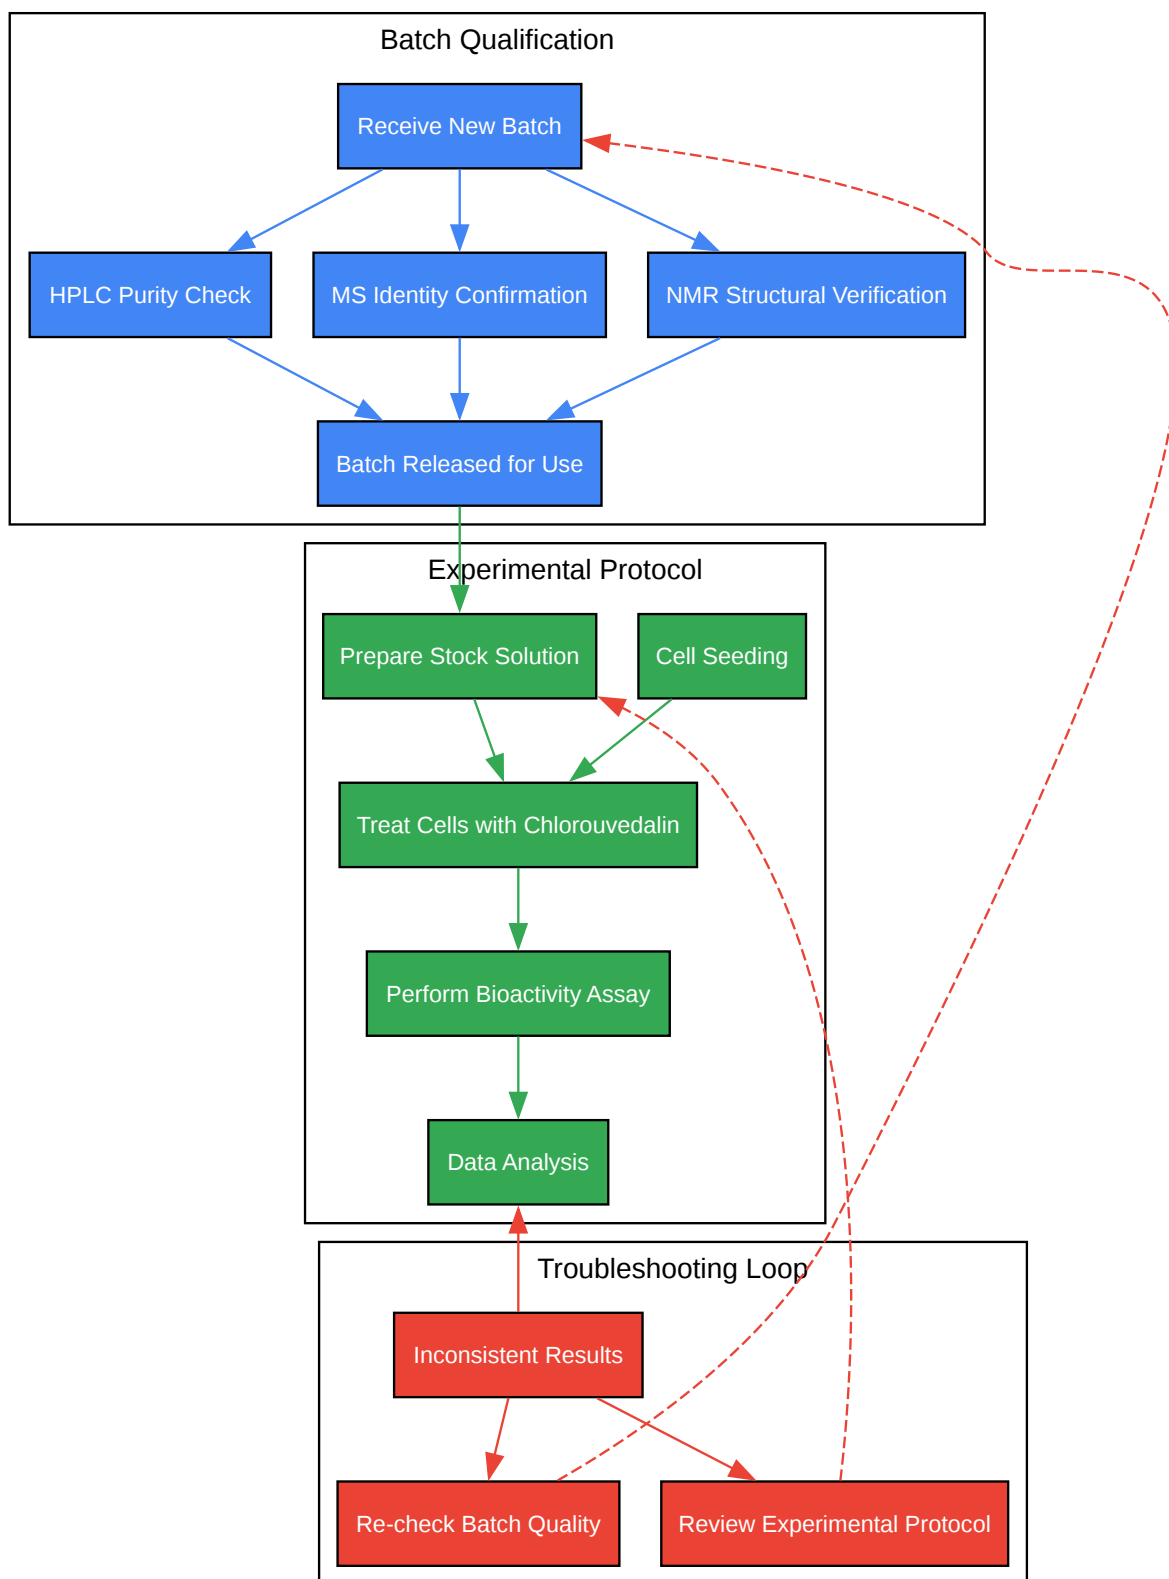 Batch Qualification
Receive New Batch
HPLC Purity Check
MS Identity Confirmation
NMR Structural Verification
Batch Released for Use
Experimental Protocol
Prepare Stock Solution
Cell Seeding
Treat Cells with Chlorouvedalin
Perform Bioactivity Assay
Data Analysis
Troubleshooting Loop
Inconsistent Results
Re-check Batch Quality
Review Experimental Protocol